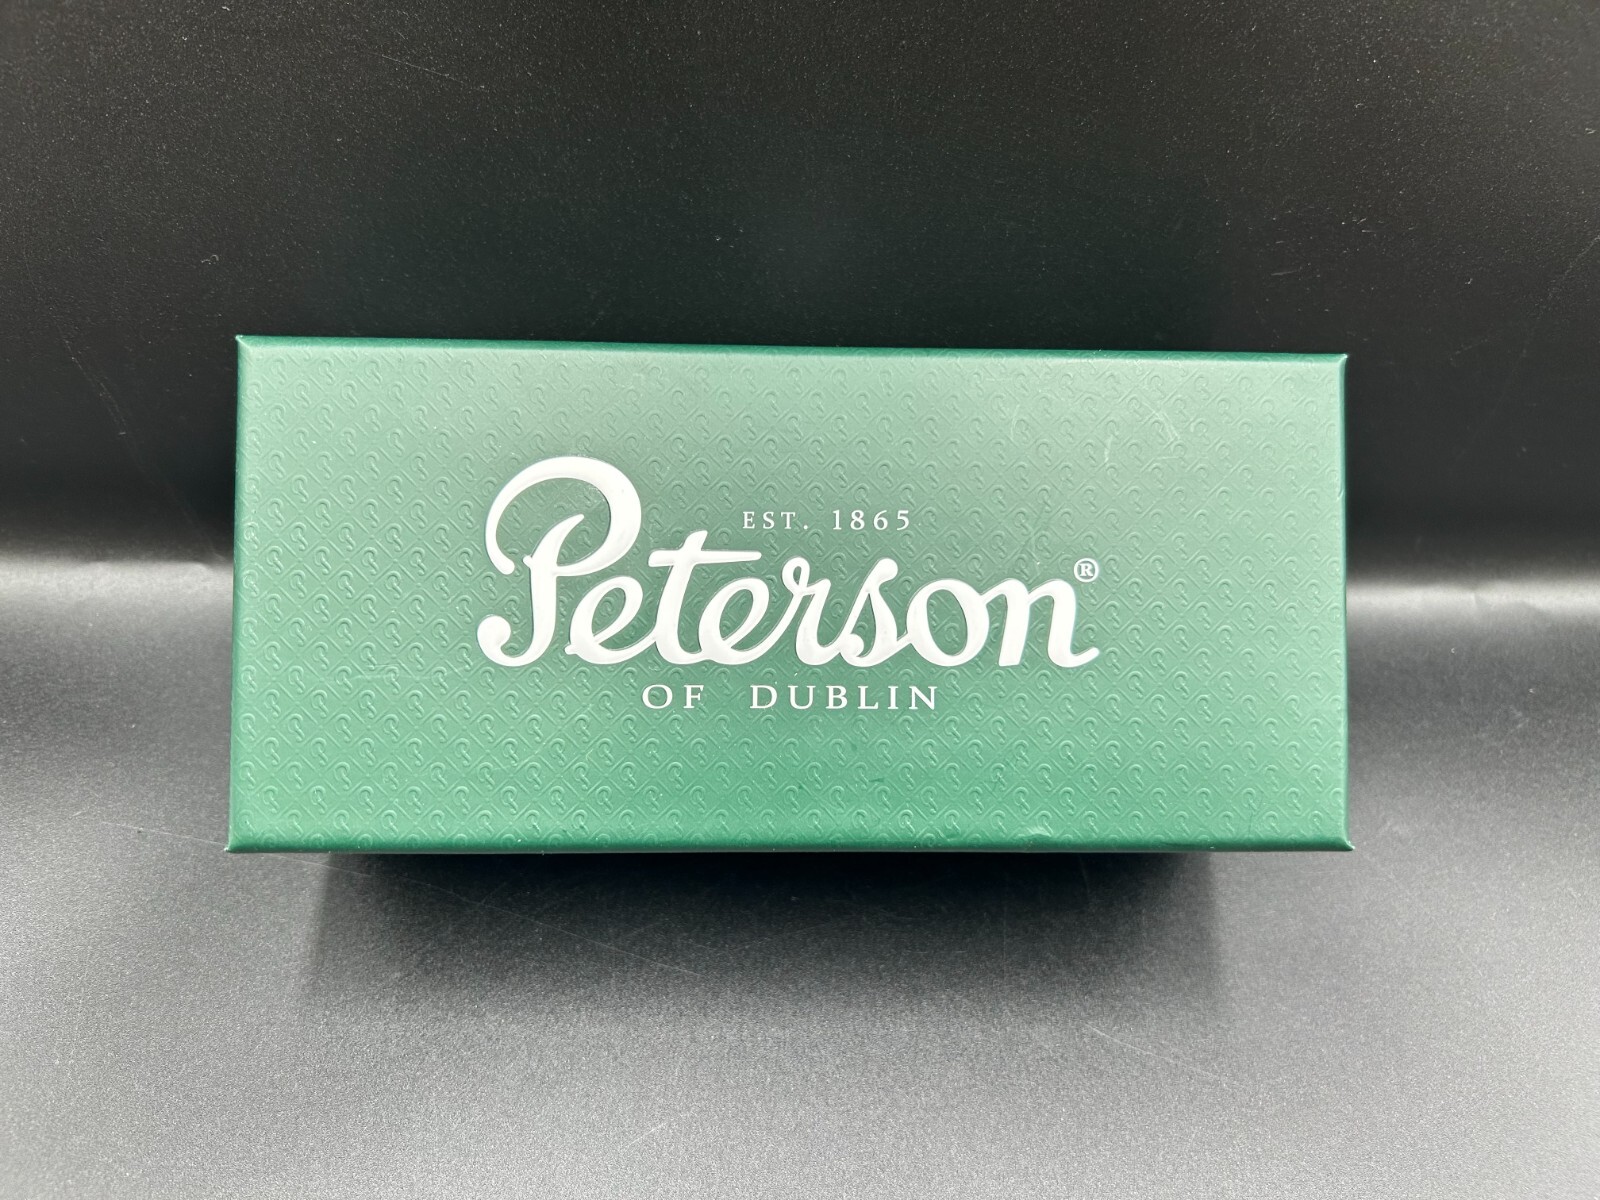 EST. 1865
Peterson®
OF DUBLIN